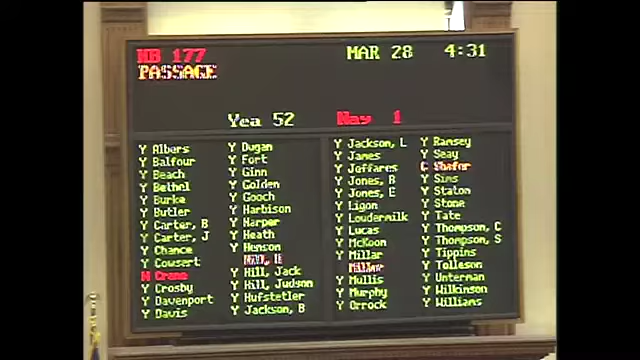 HB 177 MAR 28 4:31
PASSAGE
Yea 52 Nay 1
Y Albers
Y Balfour
Y Beach
Y Bethel
Y Burke
Y Butler
Y Carter, B
Y Carter, J
Y Chance
Y Cowsert
N Crane
Y Crosby
Y Davenport
Y Davis
Y Dugan
Y Fort
Y Ginn
Y Golden
Y Gooch
Y Harbison
Y Harper
Y Heath
Y Henson
Hill, H
Y Hill, Jack
Y Hill, Judson
Y Hufstetler
Y Jackson, B
Y Jackson, L
Y James
Y Jeffares
Y Jones, B
Y Jones, E
Y Ligon
Y Loudermilk
Y Lucas
Y McKoon
Y Millar
Miller
Y Mullis
Y Murphy
Y Orrock
Y Ramsey
Y Seay
Shafer
Y Sims
Y Staton
Y Stone
Y Tate
Y Thompson, C
Y Thompson, S
Y Tippins
Y Tolleson
Y Unterman
Y Wilkinson
Y Williams